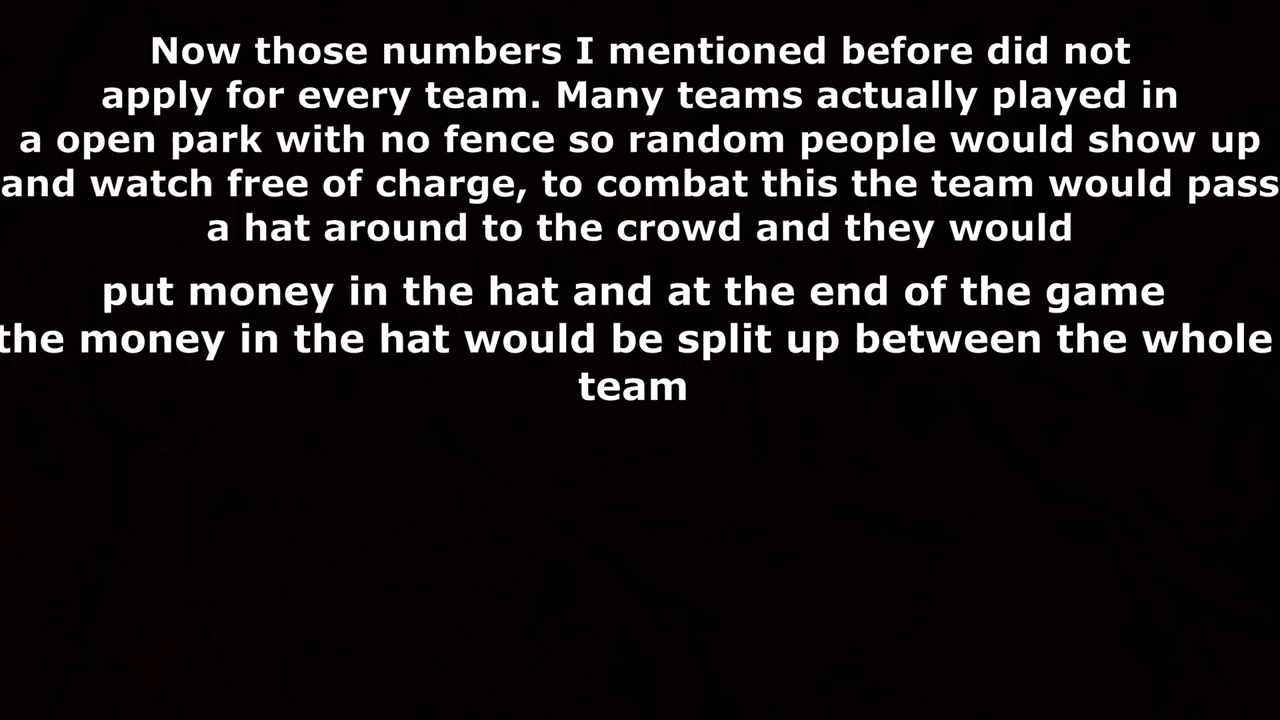 Now those numbers I mentioned before did not
apply for every team. Many teams actually played in
a open park with no fence so random people would show up
and watch free of charge, to combat this the team would pass
a hat around to the crowd and they would
put money in the hat and at the end of the game
the money in the hat would be split up between the whole
team